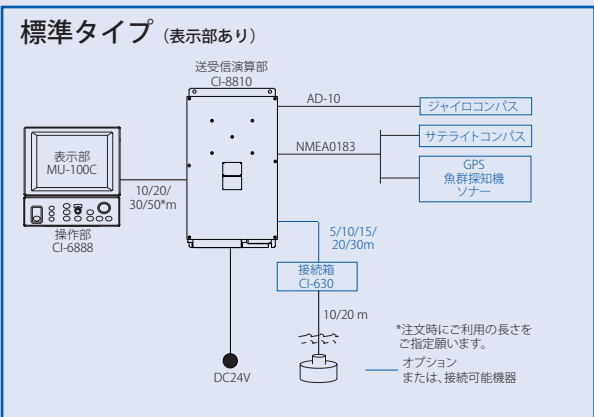 標準タイプ（表示部あり）
送受信演算部
CI-8810
AD-10
ジャイロコンパス
サテライトコンパス
NMEA0183
GPS
魚群探知機
ソナー
表示部
MU-100C
10/20/
30/50*m
操作部
CI-6888
5/10/15/
20/30m
接続箱
CI-630
10/20 m
DC24V
*注文時にご利用の長さを
ご指定願います。
オプション
または、接続可能機器